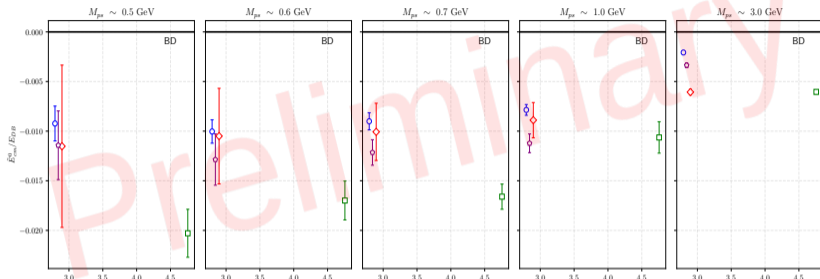 M_ps ~ 0.5 GeV M_ps ~ 0.6 GeV M_ps ~ 0.7 GeV M_ps ~ 1.0 GeV M_ps ~ 3.0 GeV
0.000
BD BD BD BD BD
−0.005
−0.010
−0.015
−0.020
3.0 3.5 4.0 4.5 3.0 3.5 4.0 4.5 3.0 3.5 4.0 4.5 3.0 3.5 4.0 4.5 3.0 3.5 4.0 4.5
Preliminary